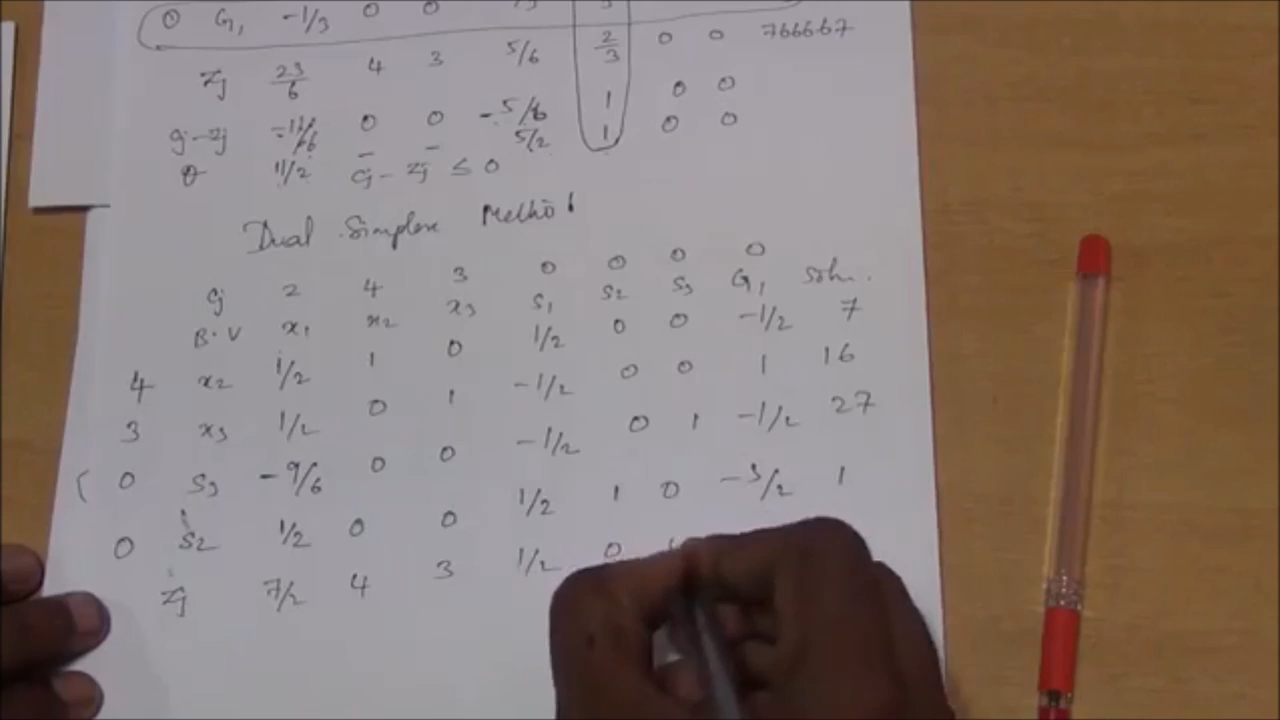 0 G₁ -1/3 0 0
Zj 23/6 4 3 5/6 2/3 0 0 766667
Cj-Zj -11/6 0 0 -5/6 1 0 0
θ 11/2 — — 5/2 1 0 0
Cj - Zj ≤ 0
Dual Simplex Method
Cj 2 4 3 0 0 0 0
B.V x₁ x₂ x₃ S₁ S₂ S₃ G₁ Soln.
4 x₂ 1/2 1 0 1/2 0 0 -1/2 7
3 x₃ 1/2 0 1 -1/2 0 0 1 16
0 S₃ -9/6 0 0 -1/2 0 1 -1/2 27
0 S₂ 1/2 0 0 1/2 1 0 -3/2 1
Zj 7/2 4 3 1/2 0